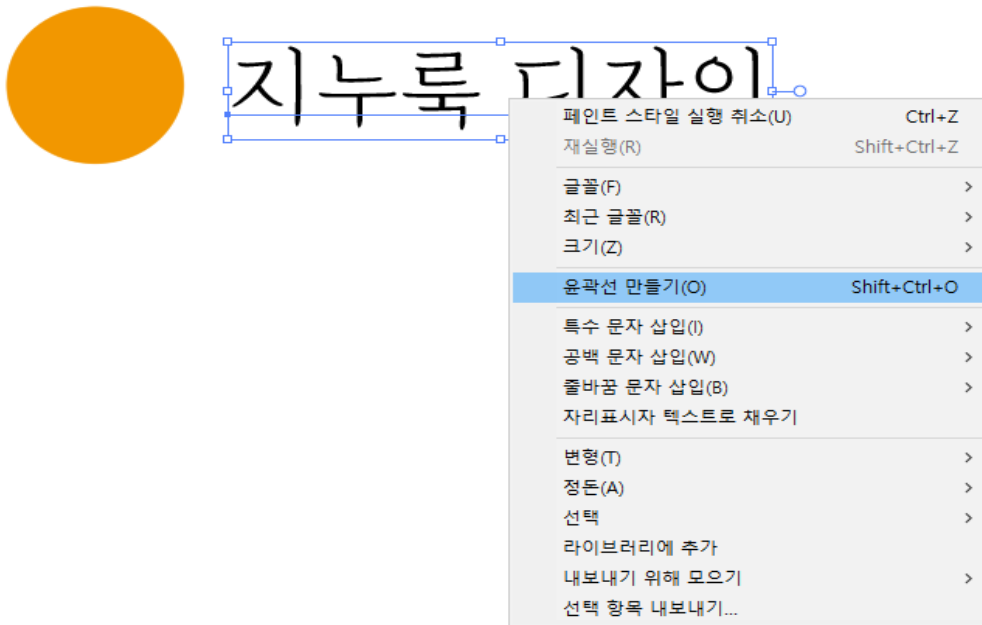 지누룩 디자인
페인트 스타일 실행 취소(U) Ctrl+Z
재실행(R) Shift+Ctrl+Z
글꼴(F)
최근 글꼴(R)
크기(Z)
윤곽선 만들기(O) Shift+Ctrl+O
특수 문자 삽입(I)
공백 문자 삽입(W)
줄바꿈 문자 삽입(B)
자리표시자 텍스트로 채우기
변형(T)
정돈(A)
선택
라이브러리에 추가
내보내기 위해 모으기
선택 항목 내보내기...